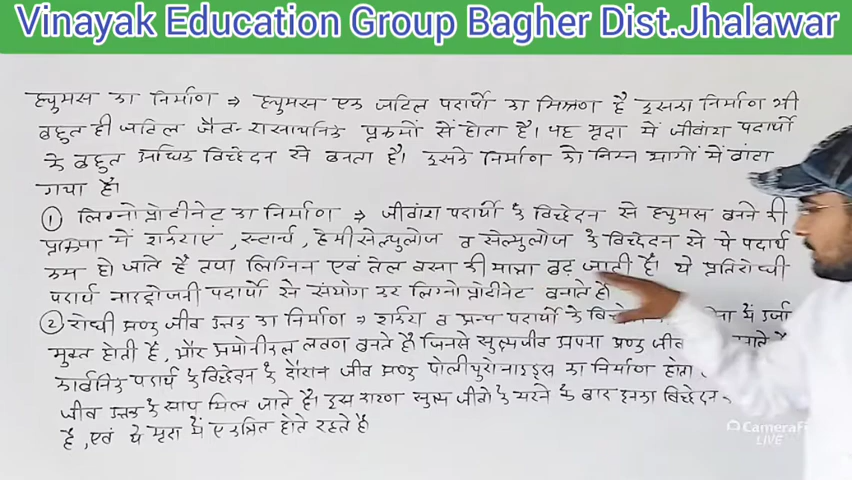 Vinayak Education Group Bagher Dist.Jhalawar
ह्युमस का निर्माण ⇒ ह्युमस एक जटिल पदार्थो का मिश्रण है इसका निर्माण भी
बहुत ही जटिल जैव-रासायनिक प्रक्रमों से होता है। यह मृदा में जीवांश पदार्थो
के बहुत अधिक विच्छेदन से बनता है। इसके निर्माण को निम्न भागों में बांटा
गया है।
① लिग्नोप्रोटीनेट का निर्माण ⇒ जीवांश पदार्थो के विच्छेदन से ह्युमस बनने की
प्रक्रिया में शर्कराएं, स्टार्च, हेमीसेल्युलोज व सेल्युलोज के विच्छेदन से ये पदार्थ
कम हो जाते है तथा लिग्निन एवं तेल वसा की मात्रा बढ़ जाती है। ये प्रतिरोधी
पदार्थ नाइट्रोजनी पदार्थो से संयोग कर लिग्नोप्रोटीनेट बनाते है
② रोधी अण्ड जीव उत्तक का निर्माण ⇒ शर्करा व अन्य पदार्थो के में उर्जा
मुक्त होती है, और अमोनीकल लवण बनते है। जिनसे सुक्ष्मजीव अपना अण्ड जीव
कार्बनिक पदार्थ के विच्छेदन के दौरान जीव अण्ड पोलीयुरोनाइड्स का निर्माण होता
जीव उत्तक के साथ मिल जाते है। इस कारण सुक्ष्म जीवो के मरने के बाद इनका विच्छेदन
है, एवं ये मृदा में एकत्रित होते रहते है
CameraFi
LIVE